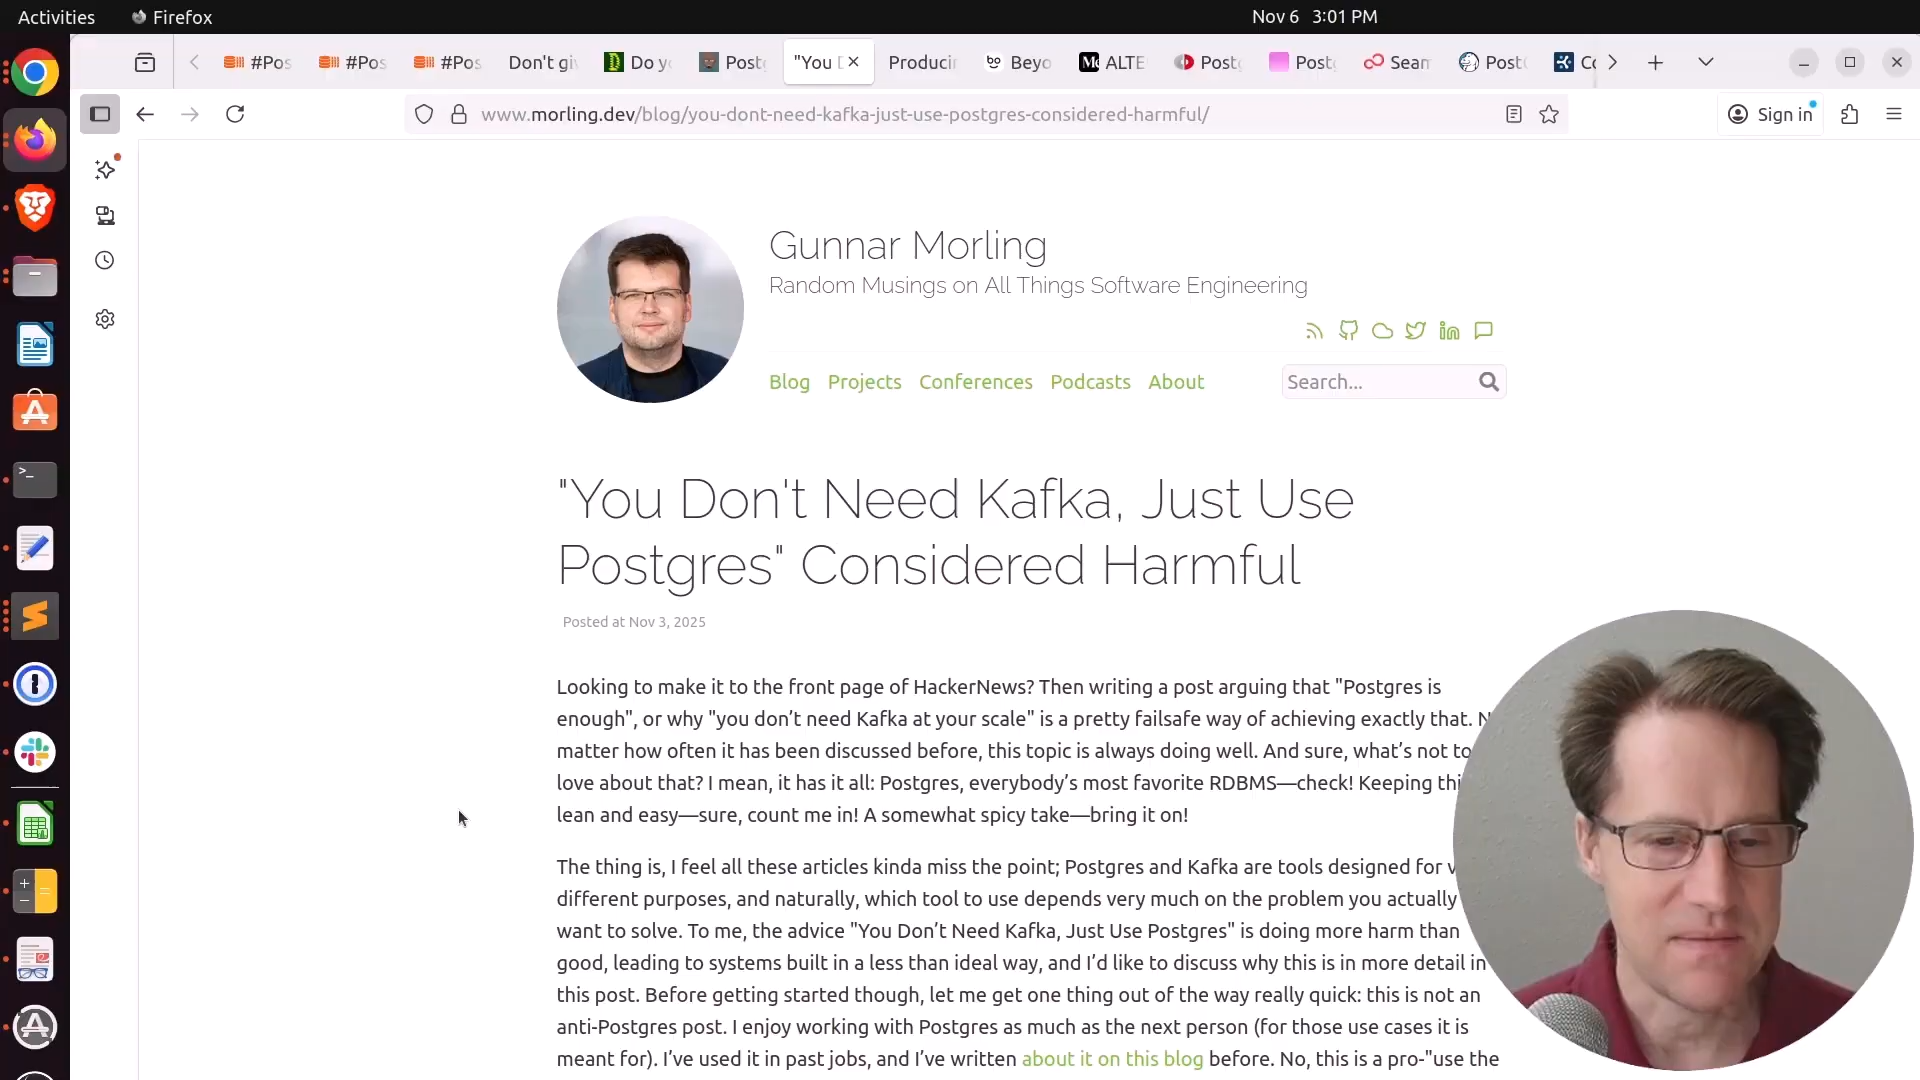 Activities
Firefox
Nov 6 3:01 PM
#Pos
#Pos
#Pos
Don't giv
Do y
Postg
"You D
Producin
Beyo
ALTE
Postg
Postg
Seam
Post
Co
www.morling.dev/blog/you-dont-need-kafka-just-use-postgres-considered-harmful/
Sign in
Gunnar Morling
Random Musings on All Things Software Engineering
Blog Projects Conferences Podcasts About
Search...
"You Don't Need Kafka, Just Use
Postgres" Considered Harmful
Posted at Nov 3, 2025
Looking to make it to the front page of HackerNews? Then writing a post arguing that "Postgres is
enough", or why "you don’t need Kafka at your scale" is a pretty failsafe way of achieving exactly that.
matter how often it has been discussed before, this topic is always doing well. And sure, what’s not to
love about that? I mean, it has it all: Postgres, everybody’s most favorite RDBMS—check! Keeping
lean and easy—sure, count me in! A somewhat spicy take—bring it on!
The thing is, I feel all these articles kinda miss the point; Postgres and Kafka are tools designed for
different purposes, and naturally, which tool to use depends very much on the problem you actually
want to solve. To me, the advice "You Don’t Need Kafka, Just Use Postgres" is doing more harm than
good, leading to systems built in a less than ideal way, and I’d like to discuss why this is in more detail in
this post. Before getting started though, let me get one thing out of the way really quick: this is not an
anti-Postgres post. I enjoy working with Postgres as much as the next person (for those use cases it is
meant for). I’ve used it in past jobs, and I’ve written about it on this blog before. No, this is a pro-"use the